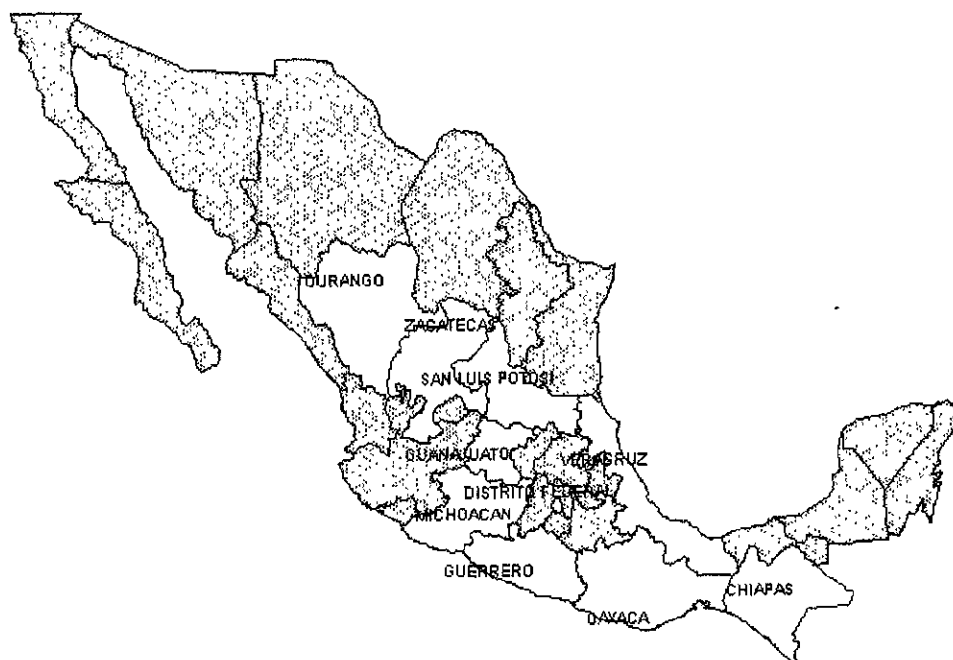 DURANGO
ZACATECAS
SAN LUIS POTOSI
GUANAJUATO
VERACRUZ
DISTRITO FEDERAL
MICHOACAN
GUERRERO
CHIAPAS
OAXACA